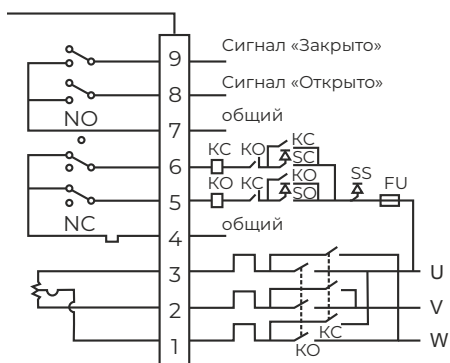 9 Сигнал «Закрыто»
8 Сигнал «Открыто»
NO 7 общий
6 КС КО КС SC
5 КО КС КО SO SS FU
NC 4 общий
3 U
2 V
1 КО КС W